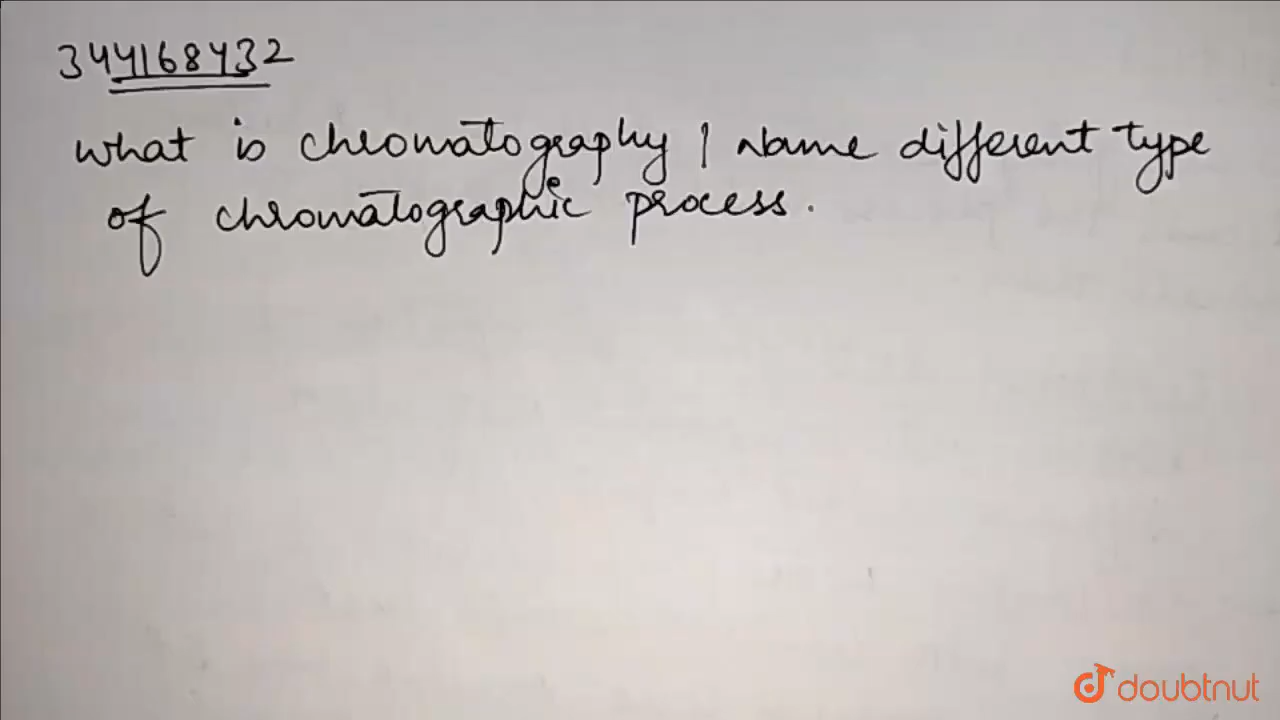 344168432
What is chromatography | Name different type
of chromatographic process.
doubtnut